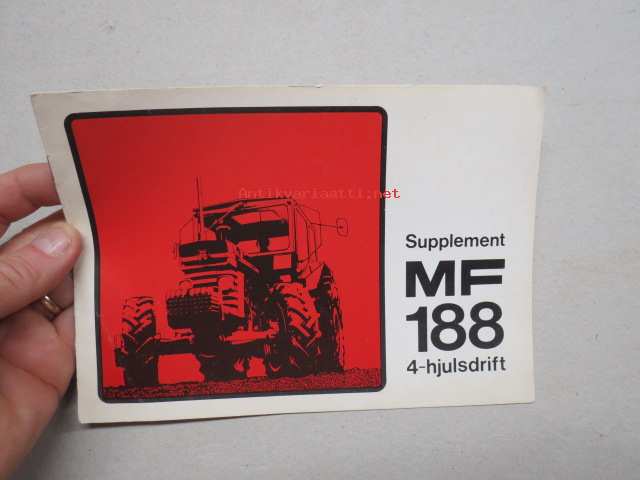 Antikvariaatti.net
Supplement
MF
188
4-hjulsdrift